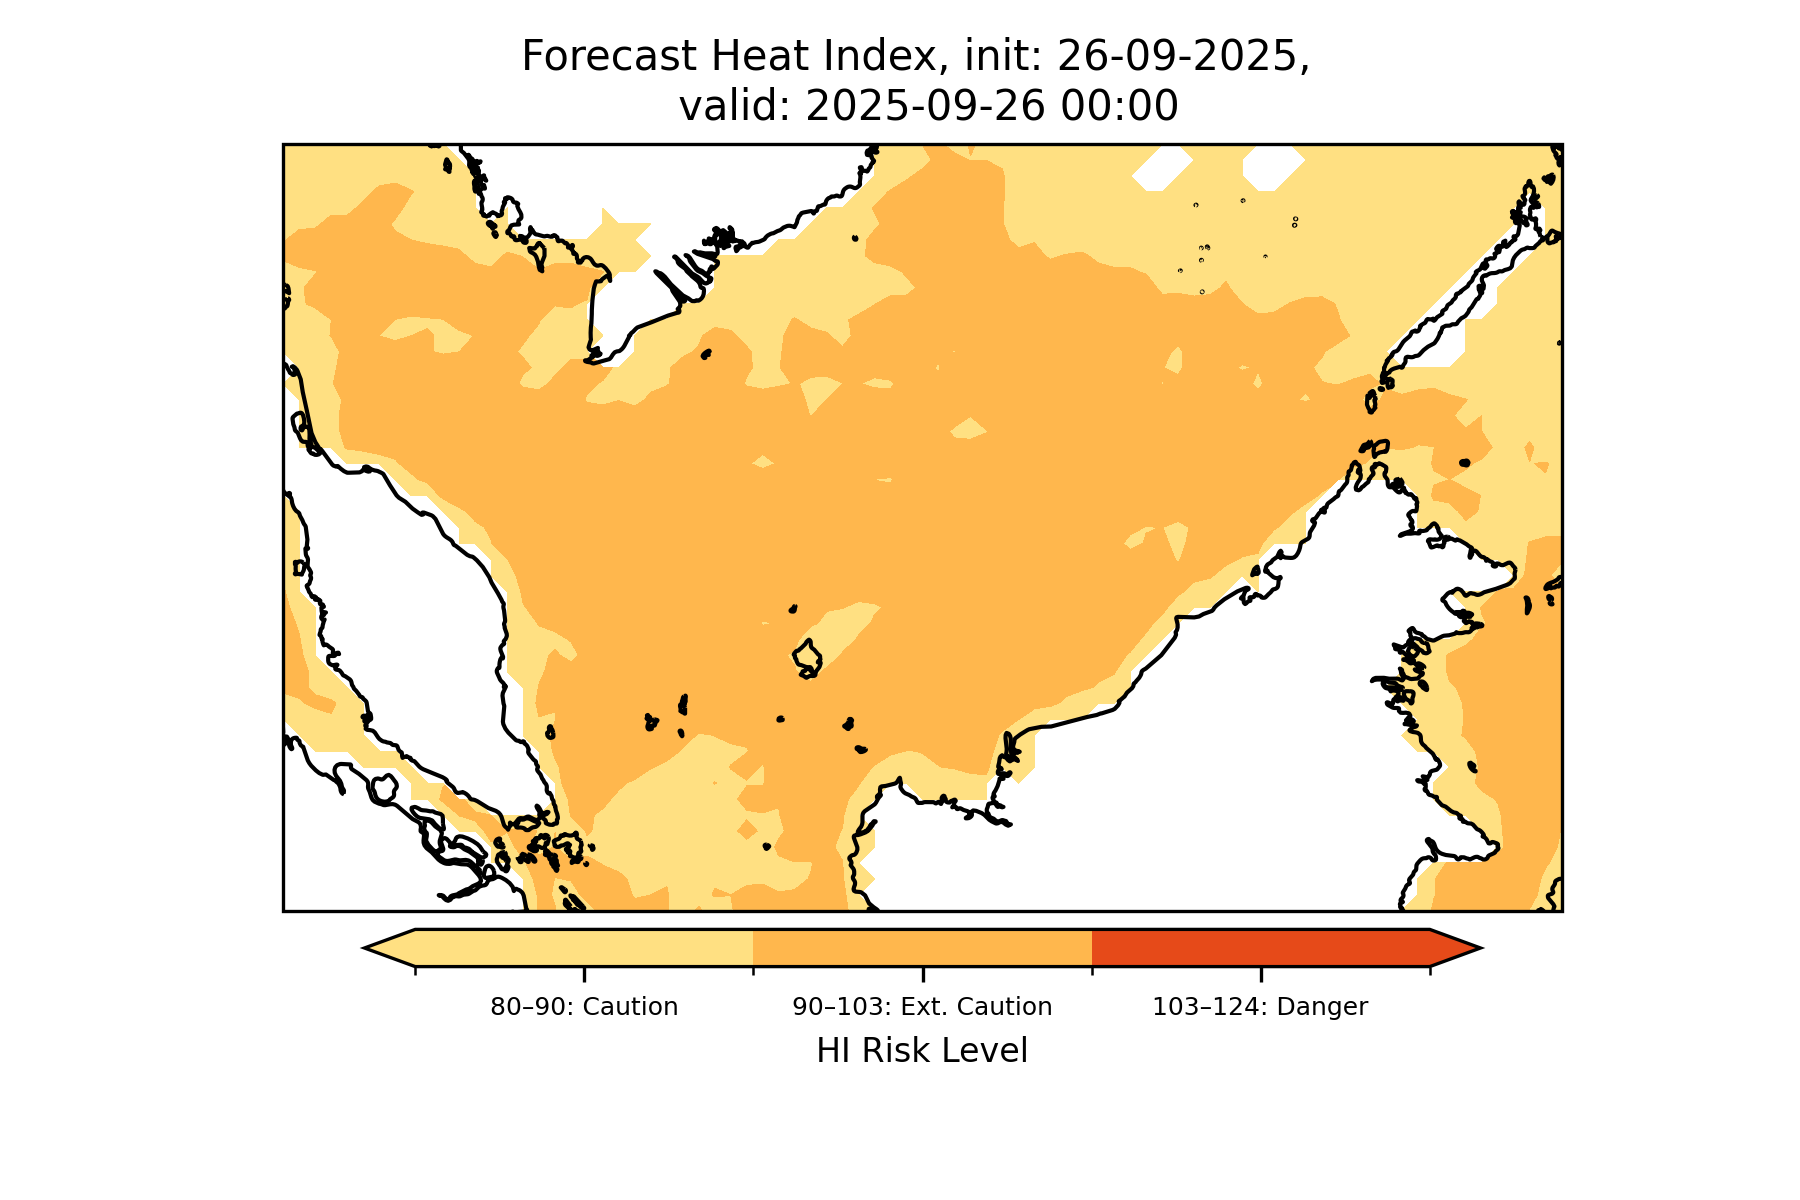 Forecast Heat Index, init: 26-09-2025,
valid: 2025-09-26 00:00
80–90: Caution
90–103: Ext. Caution
103–124: Danger
HI Risk Level